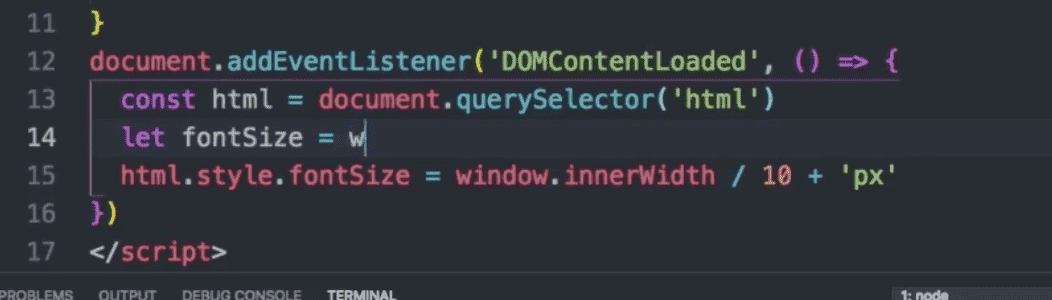 11 }
12 document.addEventListener('DOMContentLoaded', () => {
13 const html = document.querySelector('html')
14 let fontSize = w
15 html.style.fontSize = window.innerWidth / 10 + 'px'
16 })
17 </script>
PROBLEMS OUTPUT DEBUG CONSOLE TERMINAL 1: node